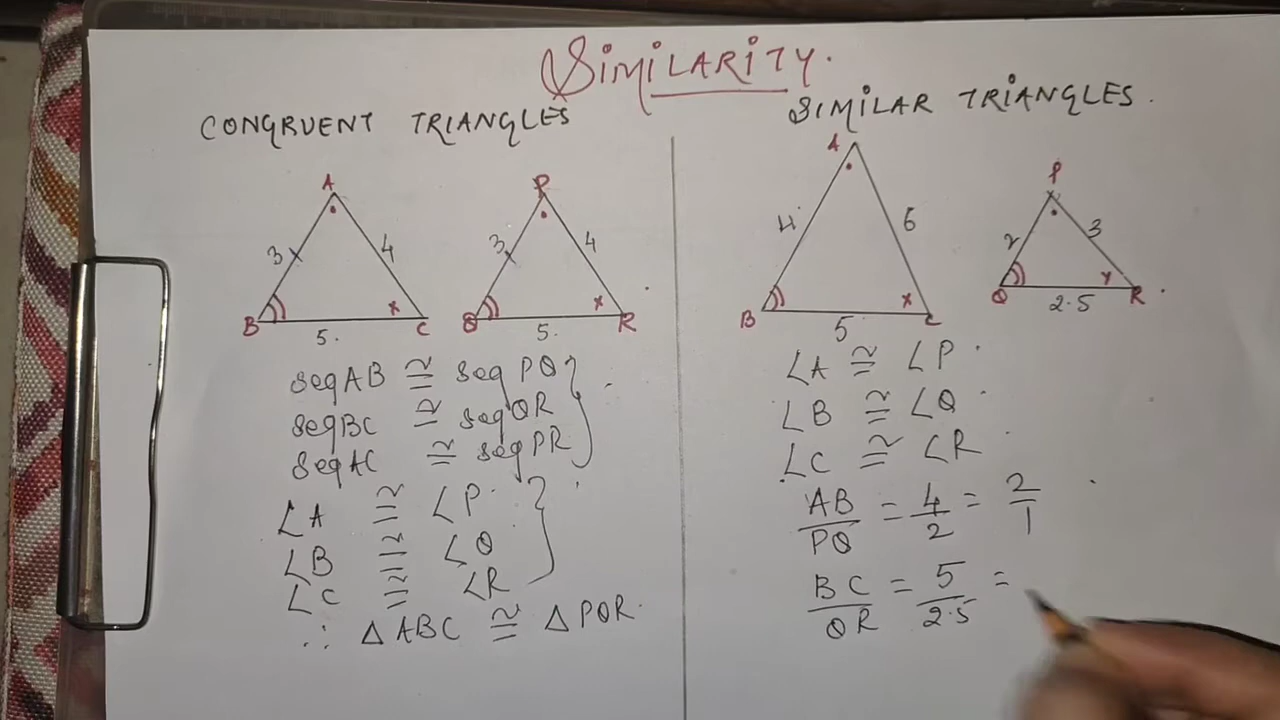 SIMILARITY.
CONGRUENT TRIANGLES
A
P
3
4
3
4
B
C
Q
R
5.
5.
seg AB ≅ seg PQ
seg BC ≅ seg QR
seg AC ≅ seg PR
∠A ≅ ∠P
∠B ≅ ∠Q
∠C ≅ ∠R
∴ △ABC ≅ △PQR.
SIMILAR TRIANGLES.
A
P
4
6
2
3
B
C
Q
R
5
2.5
∠A ≅ ∠P
∠B ≅ ∠Q
∠C ≅ ∠R
AB/PQ = 4/2 = 2/1
BC/QR = 5/2.5 =